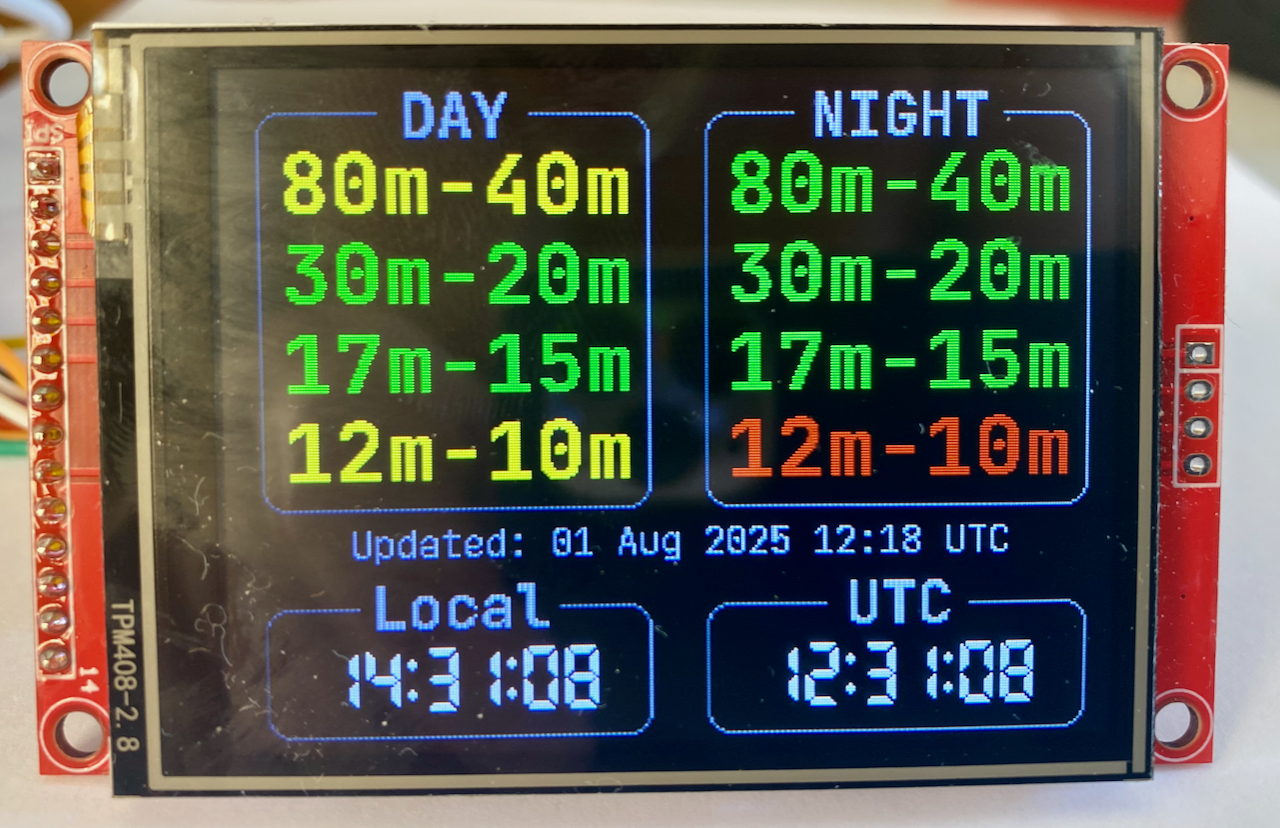 DAY
80m-40m
30m-20m
17m-15m
12m-10m
NIGHT
80m-40m
30m-20m
17m-15m
12m-10m
Updated: 01 Aug 2025 12:18 UTC
Local
14:31:08
UTC
12:31:08
SPI
14
TPM408-2.8